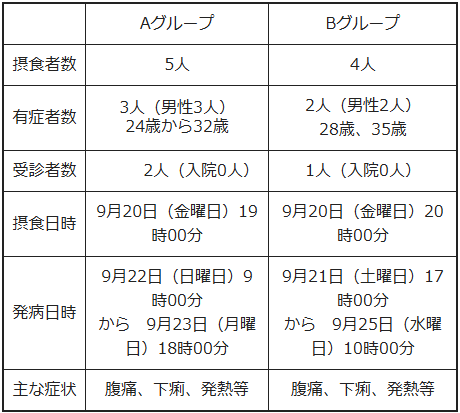 Aグループ Bグループ
摂食者数 5人 4人
有症者数 3人（男性3人） 24歳から32歳 2人（男性2人） 28歳、35歳
受診者数 2人（入院0人） 1人（入院0人）
摂食日時 9月20日（金曜日）19時00分 9月20日（金曜日）20時00分
発病日時 9月22日（日曜日）9時00分 から　9月23日（月曜日）18時00分 9月21日（土曜日）17時00分 から　9月25日（水曜日）10時00分
主な症状 腹痛、下痢、発熱等 腹痛、下痢、発熱等